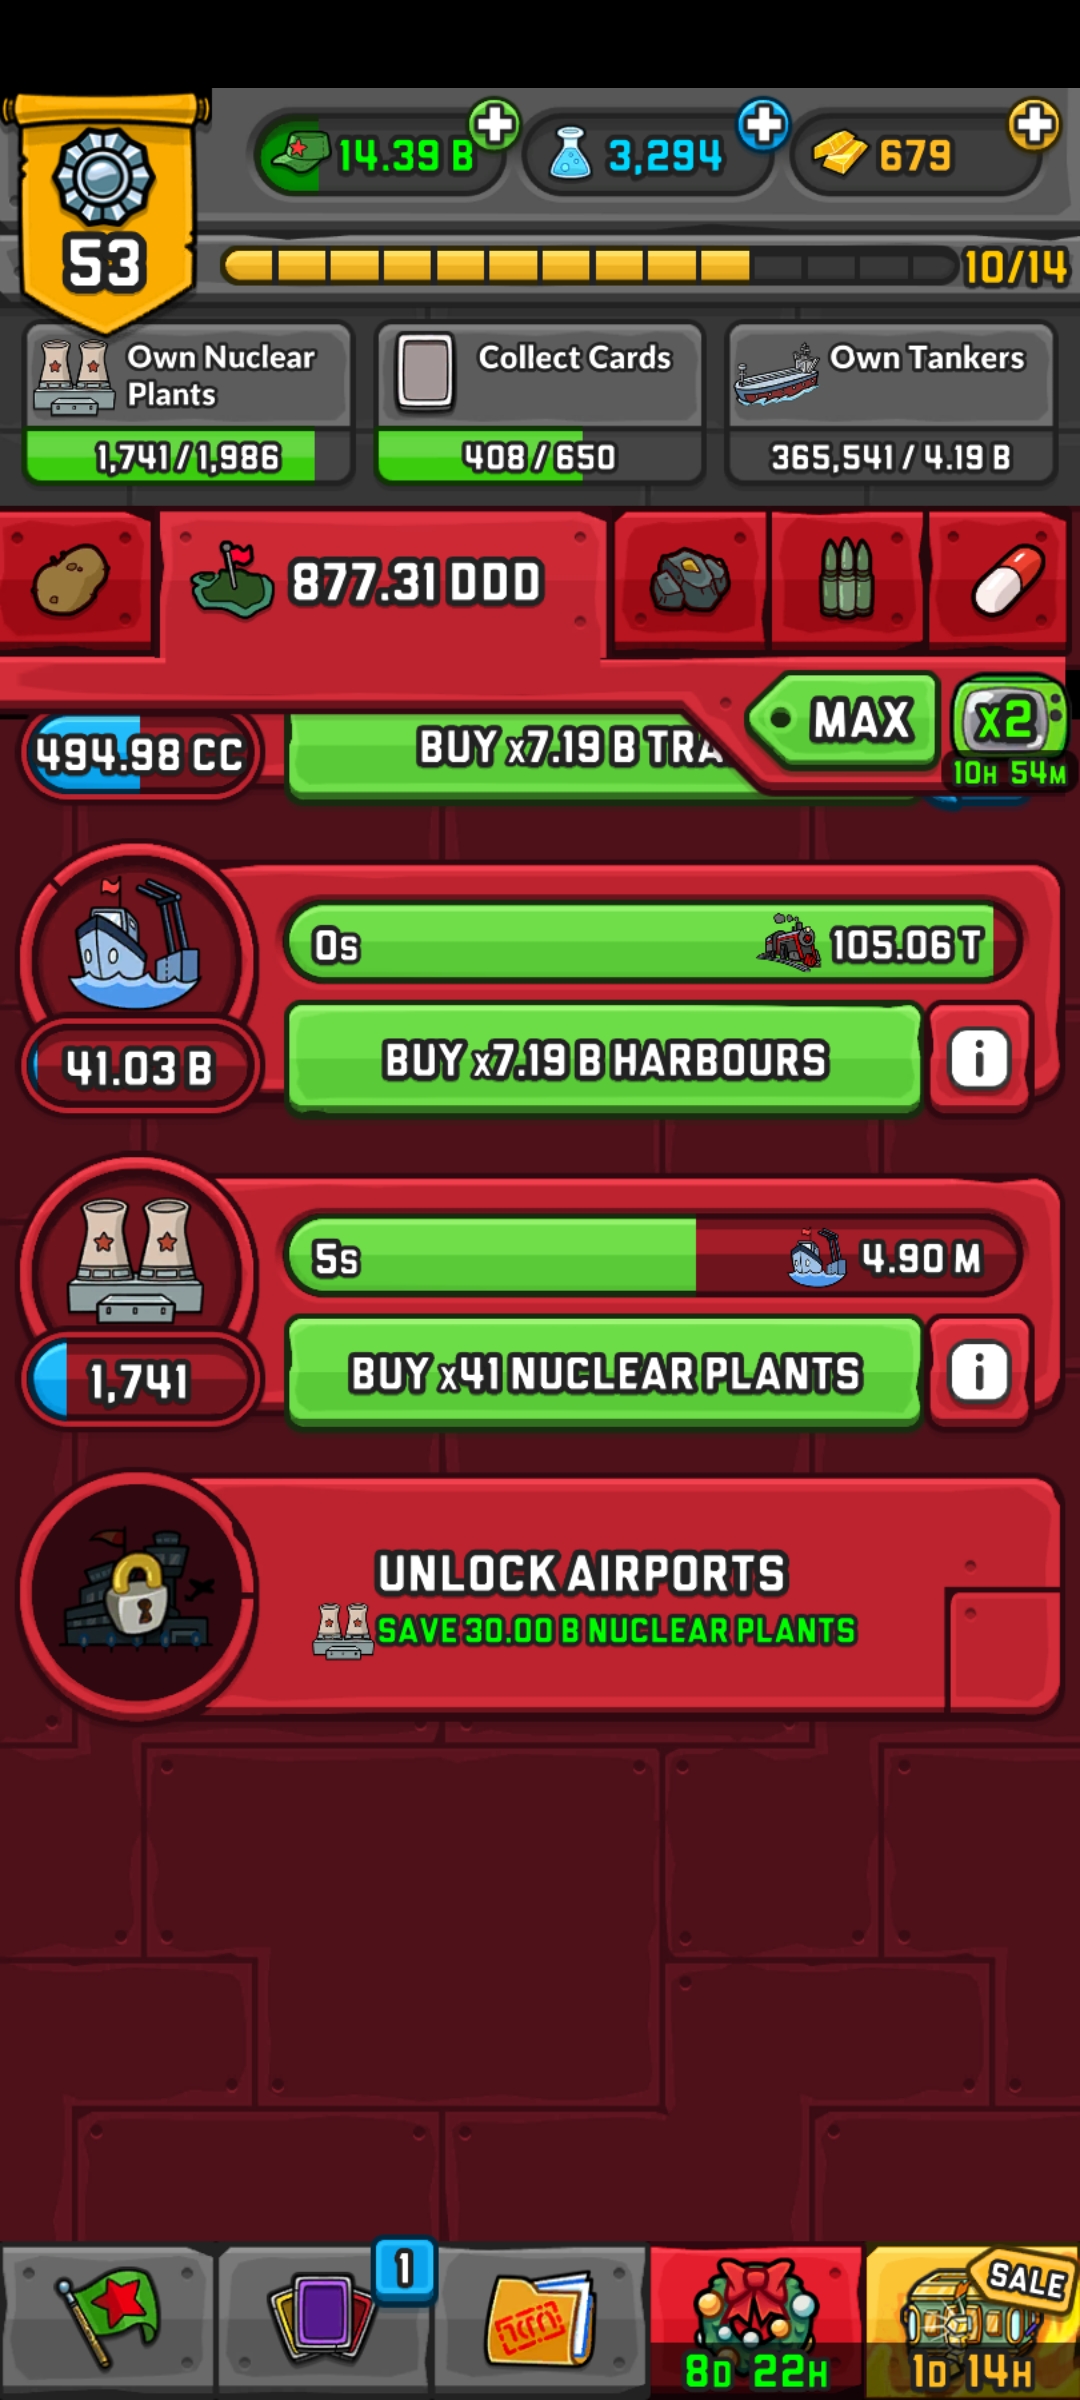 14.39 B
3,294
679
53
10/14
Own Nuclear
Plants
1,741/1,986
Collect Cards
408/650
Own Tankers
365,541/4.19 B
877.31 DDD
MAX
x2
10H 54M
494.98 CC
BUY x7.19 B TRA
0s
105.06 T
41.03 B
BUY x7.19 B HARBOURS
i
5s
4.90 M
1,741
BUY x41 NUCLEAR PLANTS
i
UNLOCK AIRPORTS
SAVE 30.00 B NUCLEAR PLANTS
1
SALE
8D 22H
1D 14H